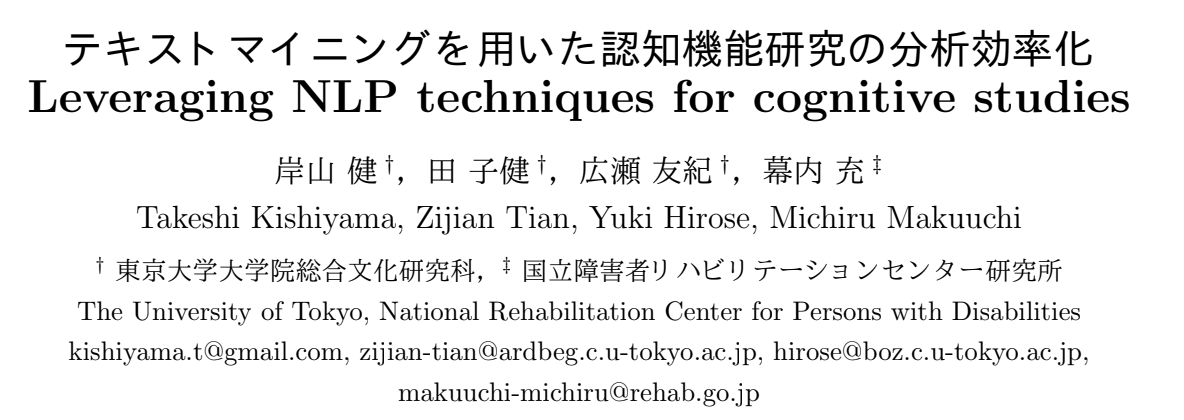 テキストマイニングを用いた認知機能研究の分析効率化
Leveraging NLP techniques for cognitive studies
岸山 健†，田 子健†，広瀬 友紀†，幕内 充‡
Takeshi Kishiyama, Zijian Tian, Yuki Hirose, Michiru Makuuchi
† 東京大学大学院総合文化研究科，‡ 国立障害者リハビリテーションセンター研究所
The University of Tokyo, National Rehabilitation Center for Persons with Disabilities
kishiyama.t@gmail.com, zijian-tian@ardbeg.c.u-tokyo.ac.jp, hirose@boz.c.u-tokyo.ac.jp,
makuuchi-michiru@rehab.go.jp